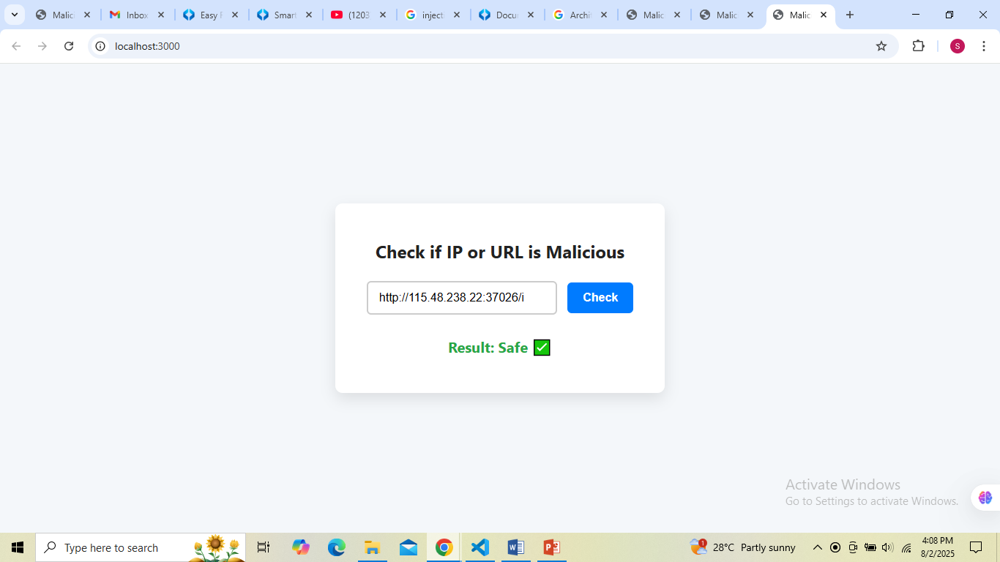 Malic
Inbox
Easy F
Smart
(1203
inject
Docu
Archi
Malic
Malic
Malic
localhost:3000
S
Check if IP or URL is Malicious
http://115.48.238.22:37026/i
Check
Result: Safe
Activate Windows
Go to Settings to activate Windows.
Type here to search
1
28°C Partly sunny
4:08 PM
8/2/2025